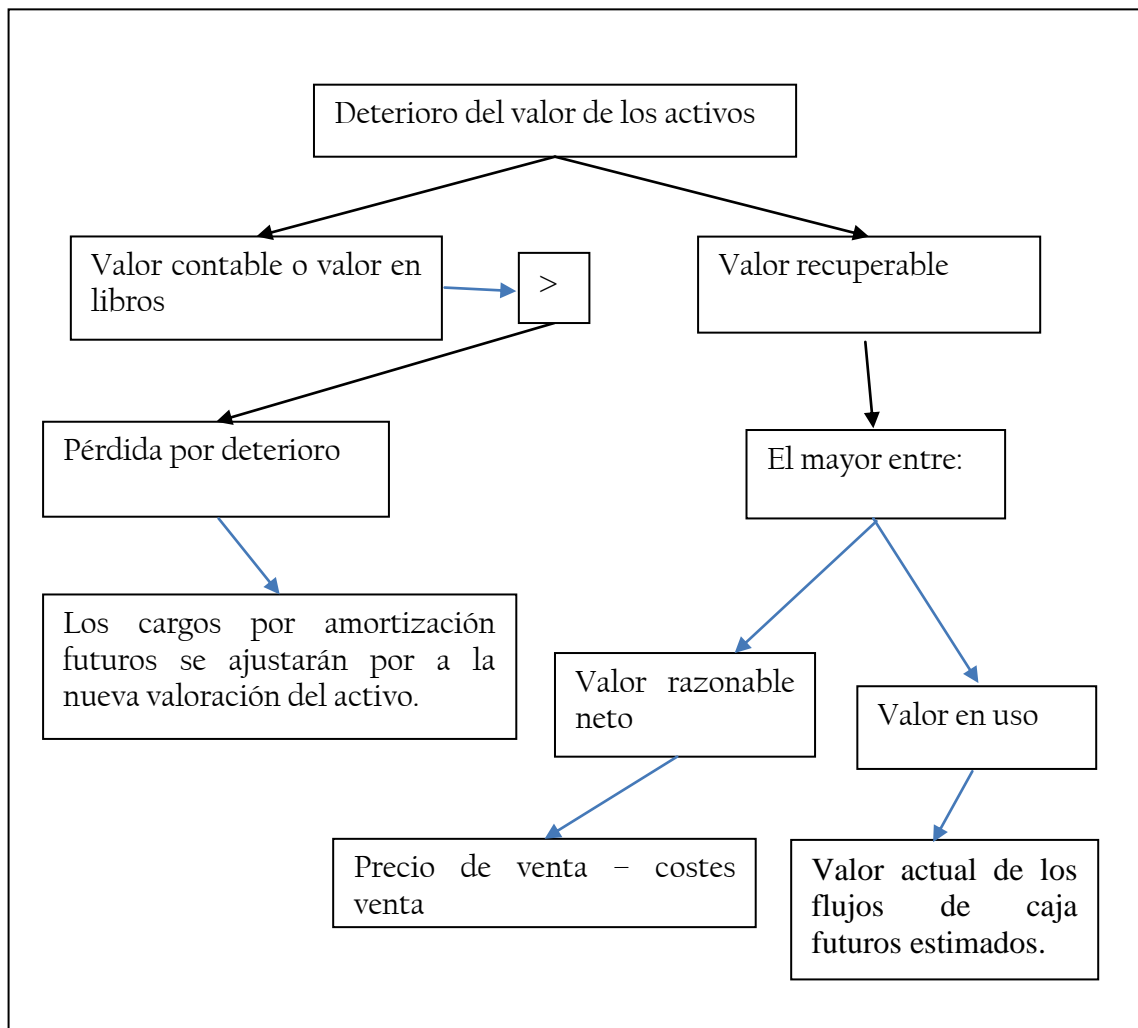 Deterioro del valor de los activos
Valor contable o valor en
libros
>
Valor recuperable
Pérdida por deterioro
El mayor entre:
Los cargos por amortización
futuros se ajustarán por a la
nueva valoración del activo.
Valor razonable
neto
Valor en uso
Precio de venta – costes
venta
Valor actual de los
flujos de caja
futuros estimados.